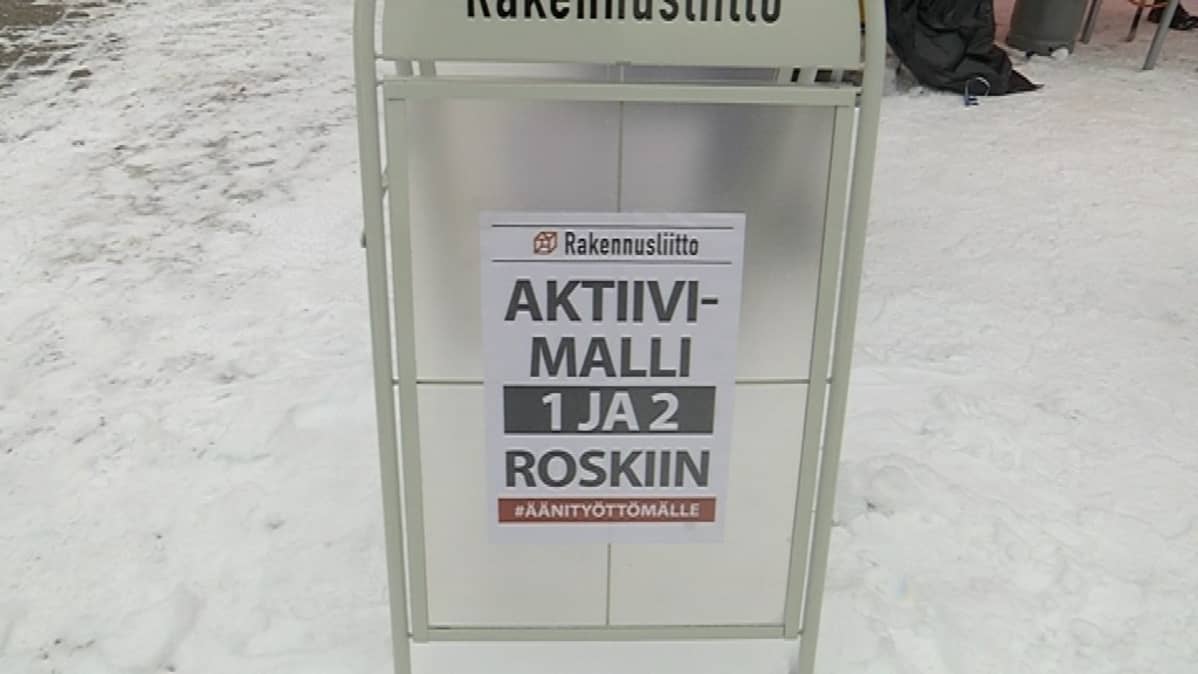 Rakennusliitto
Rakennusliitto
AKTIIVI-
MALLI
1 JA 2
ROSKIIN
#ÄÄNITYÖTTÖMÄLLE